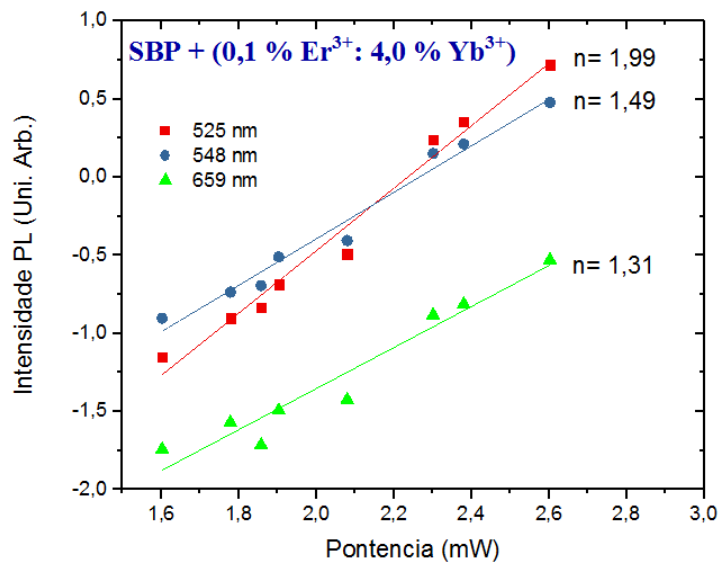 SBP + (0,1 % Er³⁺: 4,0 % Yb³⁺)
n= 1,99
n= 1,49
n= 1,31
525 nm
548 nm
659 nm
Intensidade PL (Uni. Arb.)
1,0
0,5
0,0
-0,5
-1,0
-1,5
-2,0
1,6 1,8 2,0 2,2 2,4 2,6 2,8 3,0
Pontencia (mW)